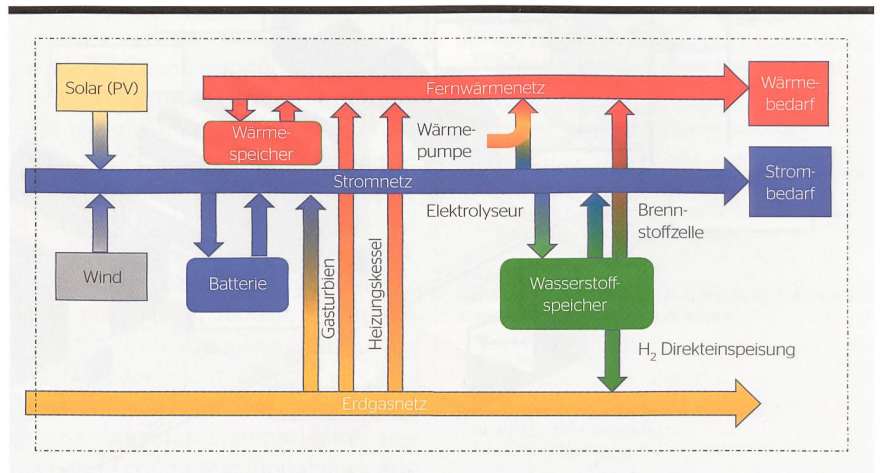 Solar (PV)
Fernwärmenetz
Wärme-
bedarf
Wärme-
speicher
Wärme-
pumpe
Stromnetz
Strom-
bedarf
Wind
Batterie
Gasturbien
Heizungskessel
Elektrolyseur
Brenn-
stoffzelle
Wasserstoff-
speicher
H₂ Direkteinspeisung
Erdgasnetz